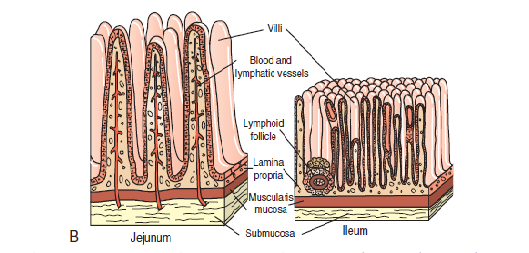 Villi
Blood and
lymphatic vessels
Lymphoid
follicle
Lamina
propria
Muscularis
mucosa
Submucosa
B
Jejunum
Ileum